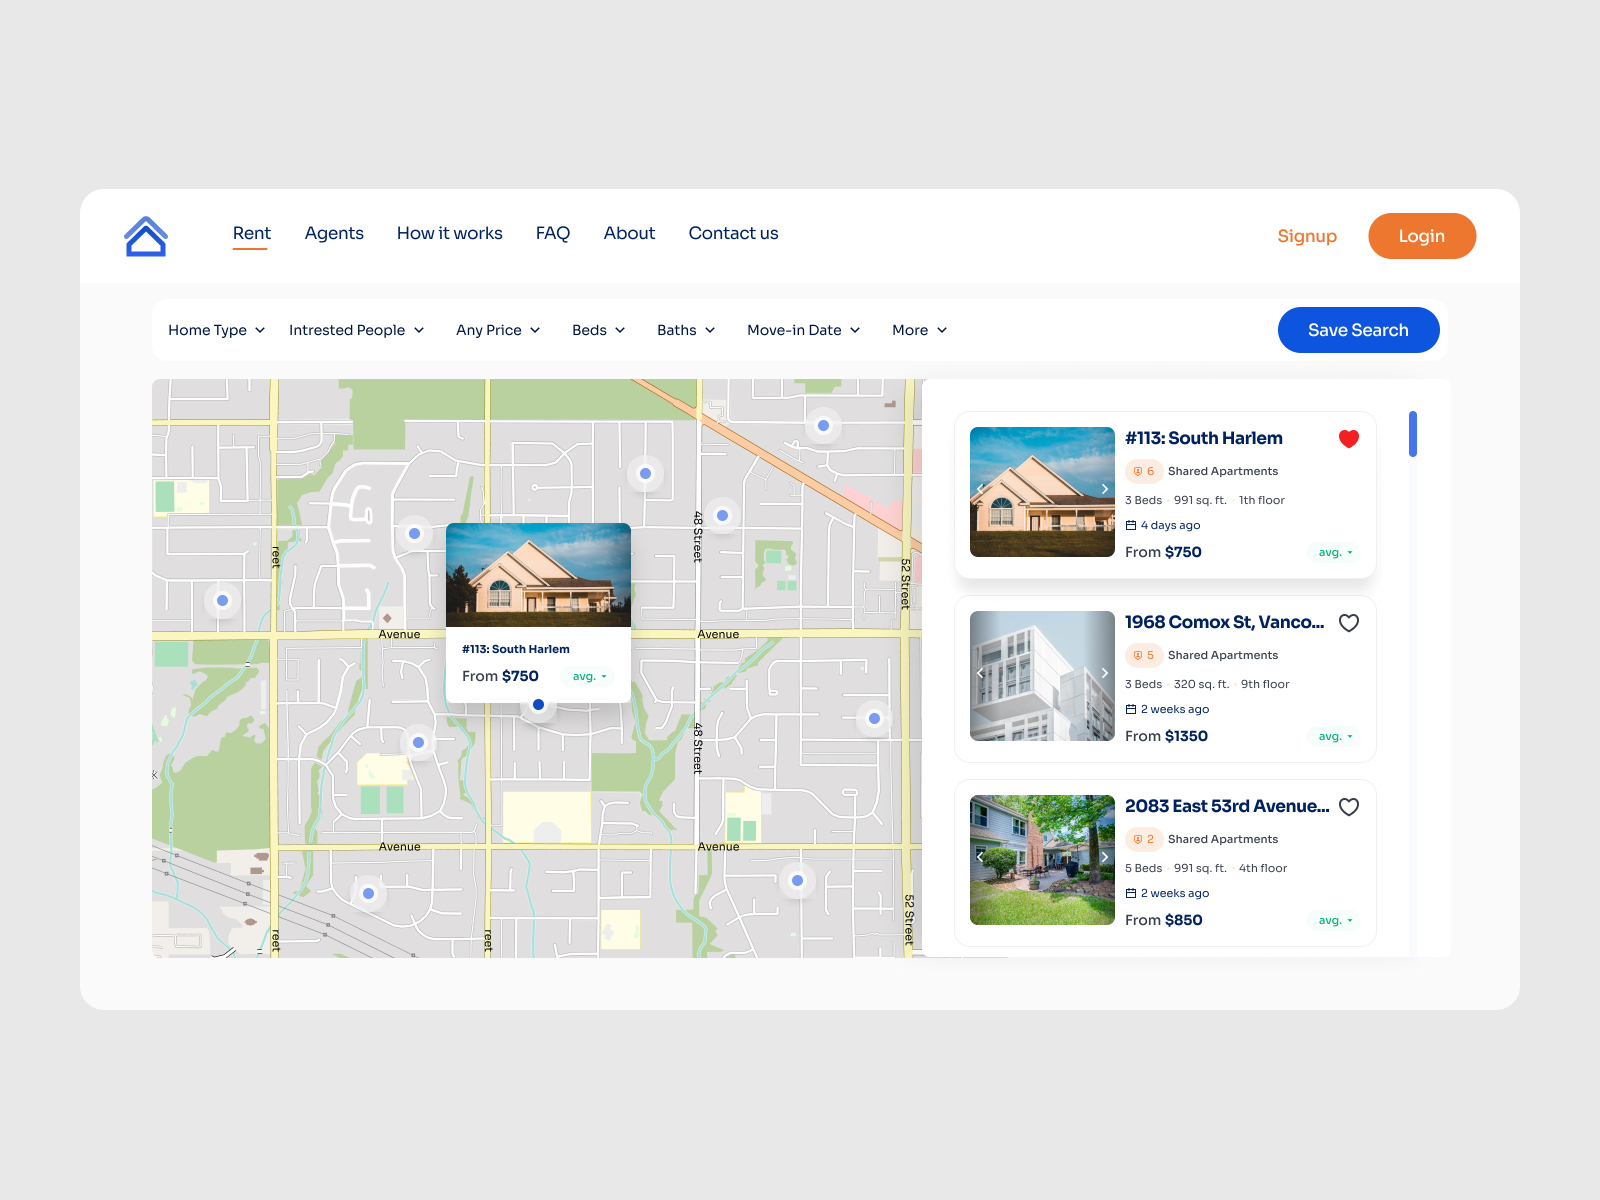 Rent Agents How it works FAQ About Contact us Signup Login
Home Type Intrested People Any Price Beds Baths Move-in Date More Save Search
48 Street
reet
52 Street
Avenue Avenue
#113: South Harlem
From $750 avg.
48 Street
K
Avenue Avenue
52 Street
reet reet
#113: South Harlem
6 Shared Apartments
3 Beds 991 sq. ft. 1th floor
4 days ago
From $750 avg.
1968 Comox St, Vanco...
5 Shared Apartments
3 Beds 320 sq. ft. 9th floor
2 weeks ago
From $1350 avg.
2083 East 53rd Avenue...
2 Shared Apartments
5 Beds 991 sq. ft. 4th floor
2 weeks ago
From $850 avg.